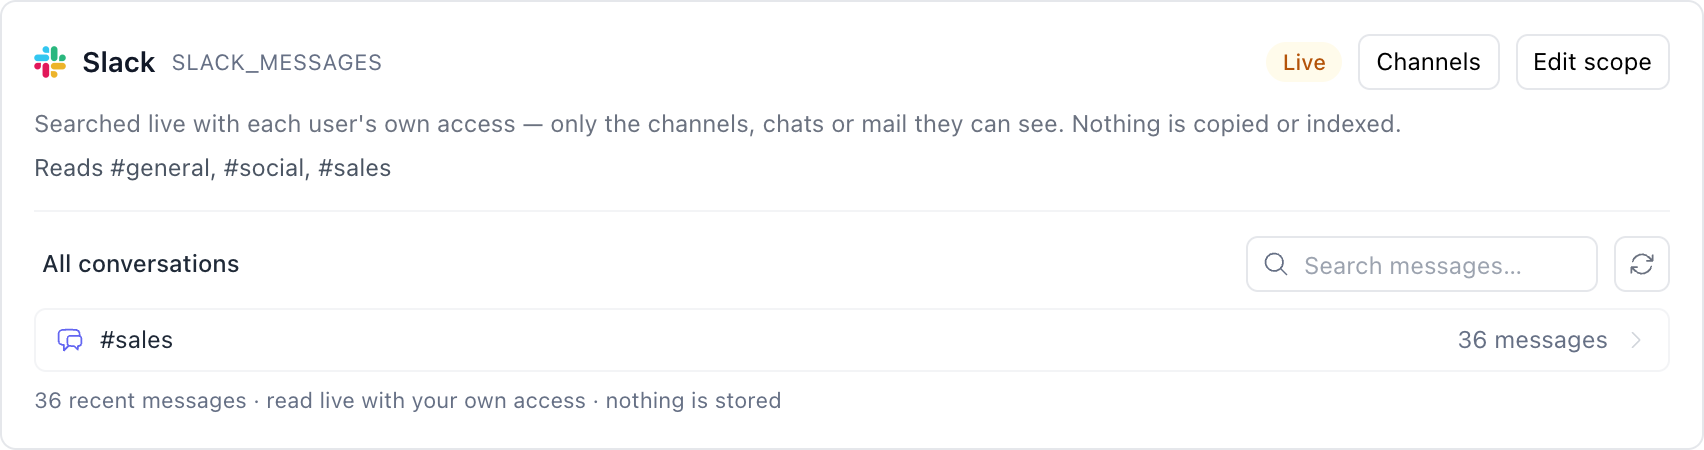 Slack SLACK_MESSAGES Live Channels Edit scope
Searched live with each user's own access — only the channels, chats or mail they can see. Nothing is copied or indexed.
Reads #general, #social, #sales
All conversations Search messages...
#sales 36 messages
36 recent messages · read live with your own access · nothing is stored